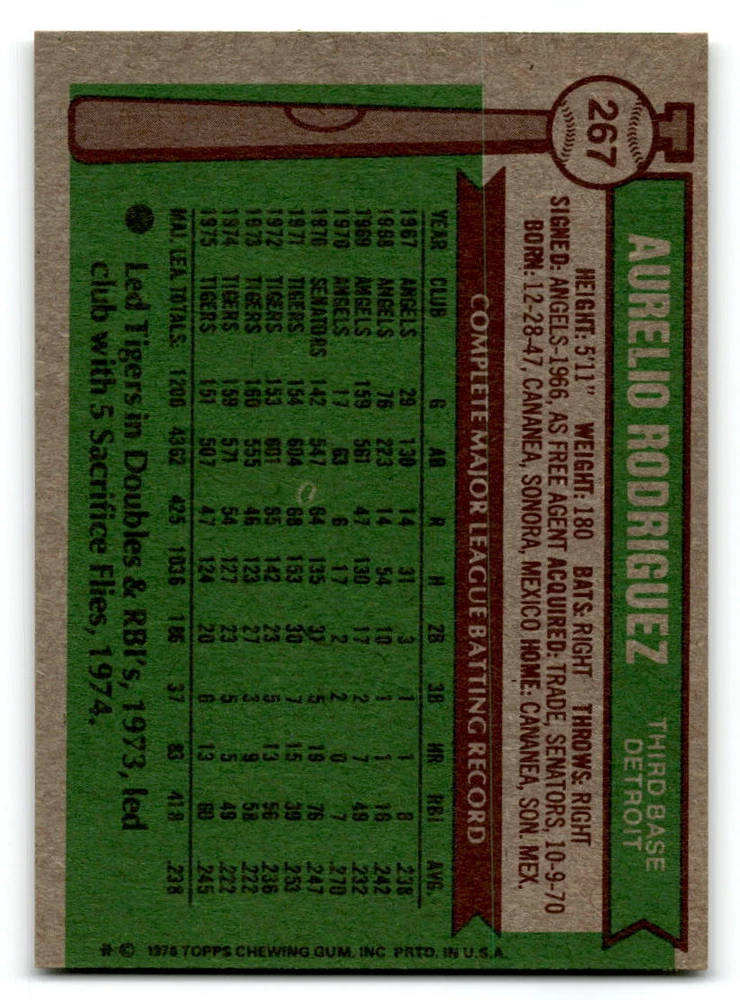 267
AURELIO RODRIGUEZ
THIRD BASE
DETROIT
HEIGHT: 5'11" WEIGHT: 180 BATS: RIGHT THROWS: RIGHT
SIGNED: ANGELS-1966, AS FREE AGENT ACQUIRED: TRADE, SENATORS, 10-9-70
BORN: 12-28-47, CANANEA, SONORA, MEXICO HOME: CANANEA, SON. MEX.
COMPLETE MAJOR LEAGUE BATTING RECORD
YEAR CLUB G AB R H 2B 3B HR RBI AVG.
1967 ANGELS 29 130 14 31 3 1 1 8 .238
1968 ANGELS 76 223 14 54 10 1 1 16 .242
1969 ANGELS 159 561 47 130 17 2 7 49 .232
1970 ANGELS 17 63 6 17 2 2 0 7 .270
1970 SENATORS 142 547 64 135 31 5 19 76 .247
1971 TIGERS 154 604 68 153 30 7 15 39 .253
1972 TIGERS 153 601 65 142 23 5 13 56 .236
1973 TIGERS 160 555 46 123 27 3 9 58 .222
1974 TIGERS 159 571 54 127 23 5 5 49 .222
1975 TIGERS 151 507 47 124 20 6 13 60 .245
MAJ. LEA. TOTALS: 1200 4362 425 1036 186 37 83 418 .238
Led Tigers in Doubles & RBI's, 1973, led
club with 5 Sacrifice Flies, 1974.
# © 1976 TOPPS CHEWING GUM, INC PRTD. IN U.S.A.